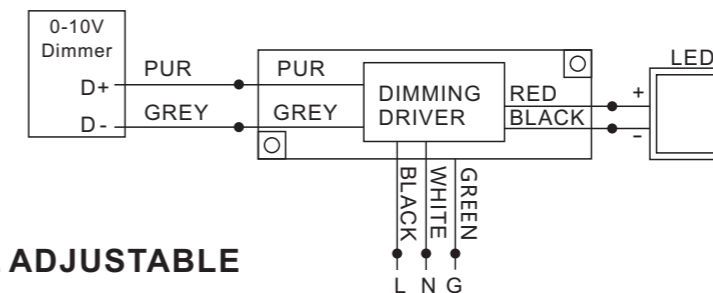 0-10V
Dimmer
D+
D-
PUR
GREY
PUR
GREY
DIMMING
DRIVER
RED
BLACK
LED
+
-
BLACK
WHITE
GREEN
L N G
ADJUSTABLE